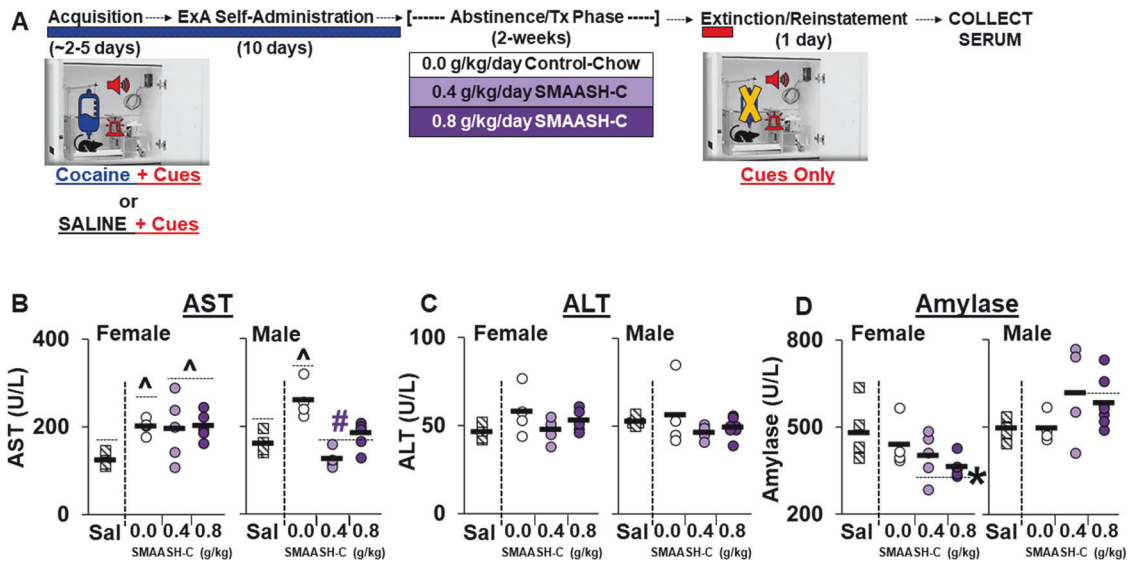 A
Acquisition
ExA Self-Administration
[------ Abstinence/Tx Phase ------]
Extinction/Reinstatement
COLLECT
SERUM
(~2-5 days)
(10 days)
(2-weeks)
(1 day)
0.0 g/kg/day Control-Chow
0.4 g/kg/day SMAASH-C
0.8 g/kg/day SMAASH-C
Cocaine + Cues
or
SALINE + Cues
Cues Only
B
AST
Female
Male
AST (U/L)
400
200
0
^
^
^
#
Sal
0.0
0.4
0.8
SMAASH-C (g/kg)
Sal
0.0
0.4
0.8
SMAASH-C (g/kg)
C
ALT
Female
Male
ALT (U/L)
100
50
0
Sal
0.0
0.4
0.8
SMAASH-C (g/kg)
Sal
0.0
0.4
0.8
SMAASH-C (g/kg)
D
Amylase
Female
Male
Amylase (U/L)
800
500
200
*
Sal
0.0
0.4
0.8
SMAASH-C (g/kg)
Sal
0.0
0.4
0.8
SMAASH-C (g/kg)